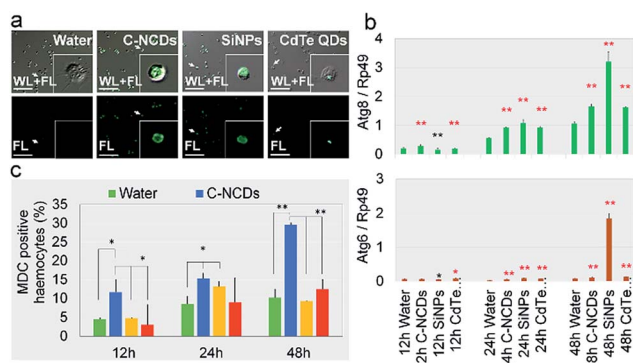 a
Water
C-NCDs
SiNPs
CdTe QDs
WL+FL
WL+FL
WL+FL
WL+FL
FL
FL
FL
FL
b
Atg8 / Rp49
4
3
2
1
0
**
**
**
**
**
**
**
**
**
Atg6 / Rp49
3
2
1
0
*
*
**
**
**
**
**
**
12h Water
2h C-NCDs
12h SiNPs
12h CdTe...
24h Water
4h C-NCDs
24h SiNPs
24h CdTe...
48h Water
8h C-NCDs
48h SiNPs
48h CdTe...
c
Water
C-NCDs
MDC positive
haemocytes (%)
35
30
25
20
15
10
5
0
*
*
*
**
**
12h
24h
48h